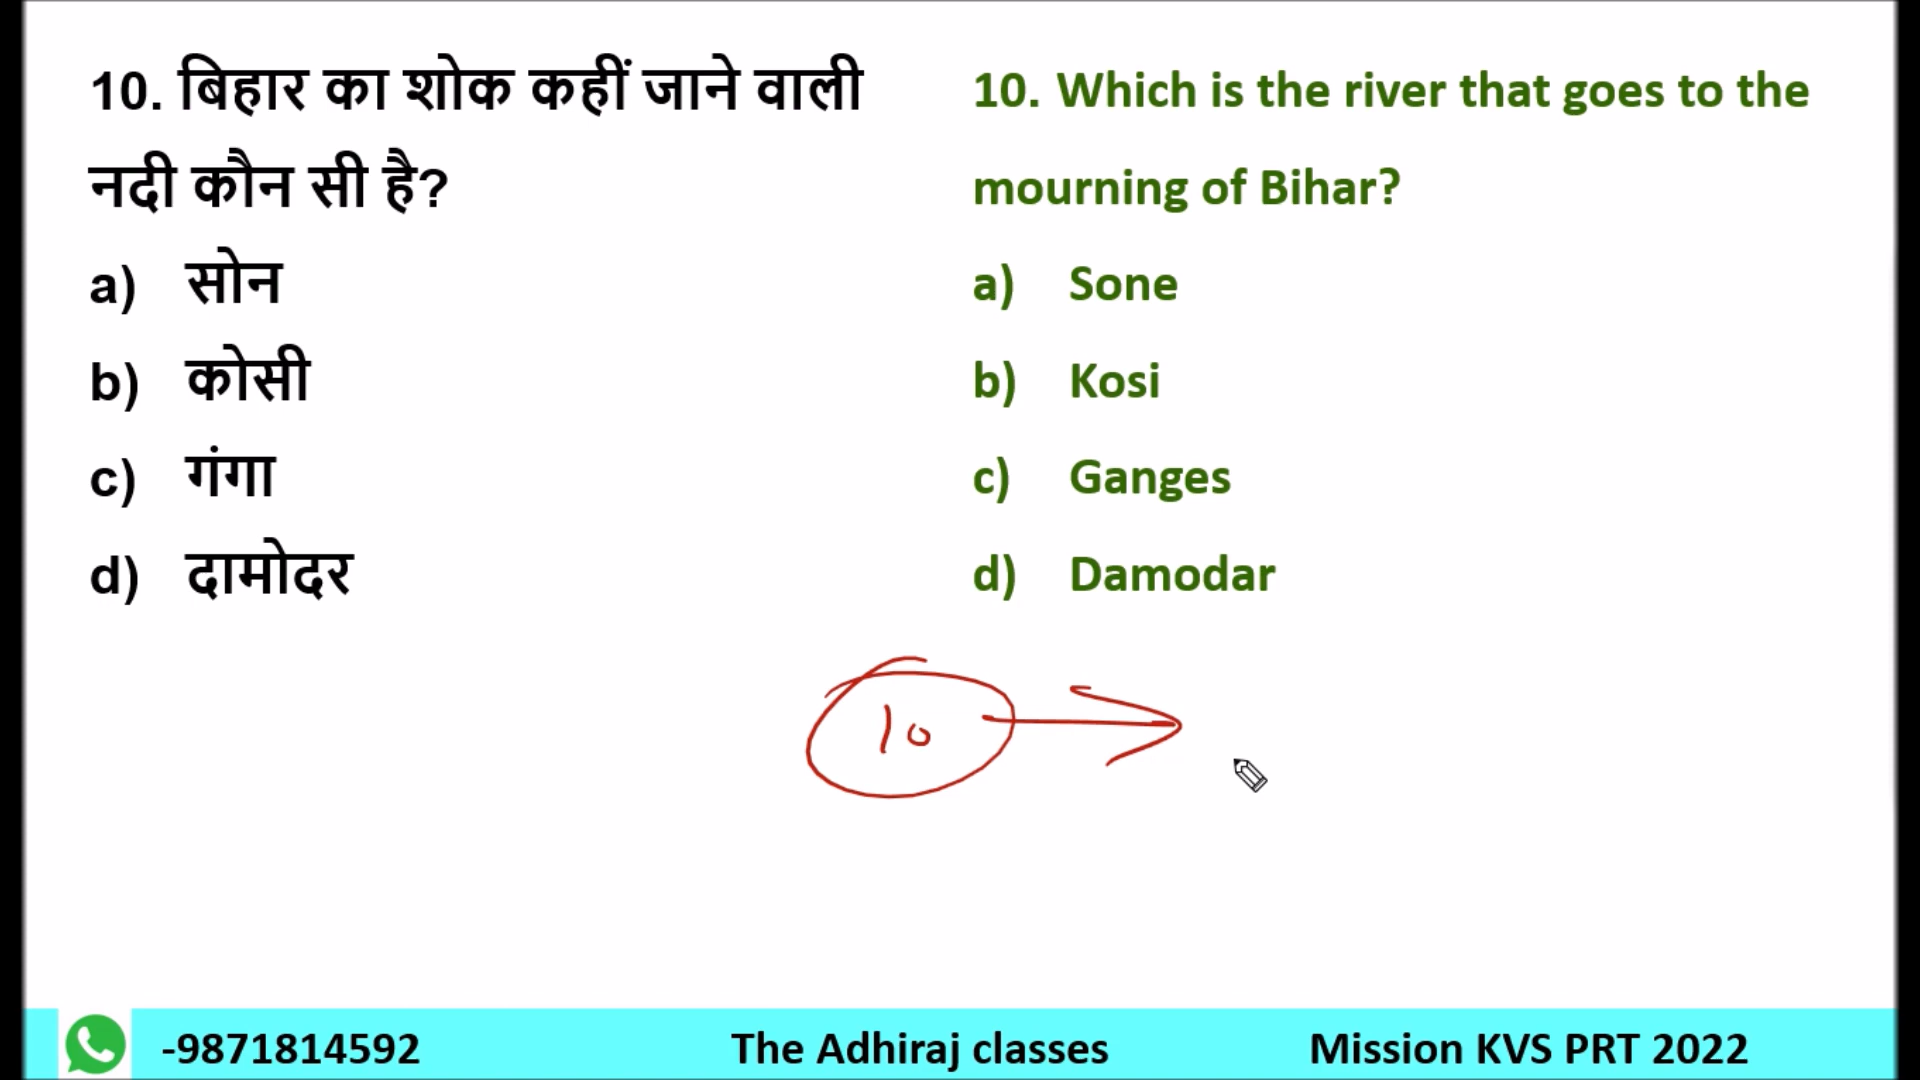 10. बिहार का शोक कहीं जाने वाली
नदी कौन सी है?
a) सोन
b) कोसी
c) गंगा
d) दामोदर
10. Which is the river that goes to the
mourning of Bihar?
a) Sone
b) Kosi
c) Ganges
d) Damodar
10
-9871814592 The Adhiraj classes Mission KVS PRT 2022